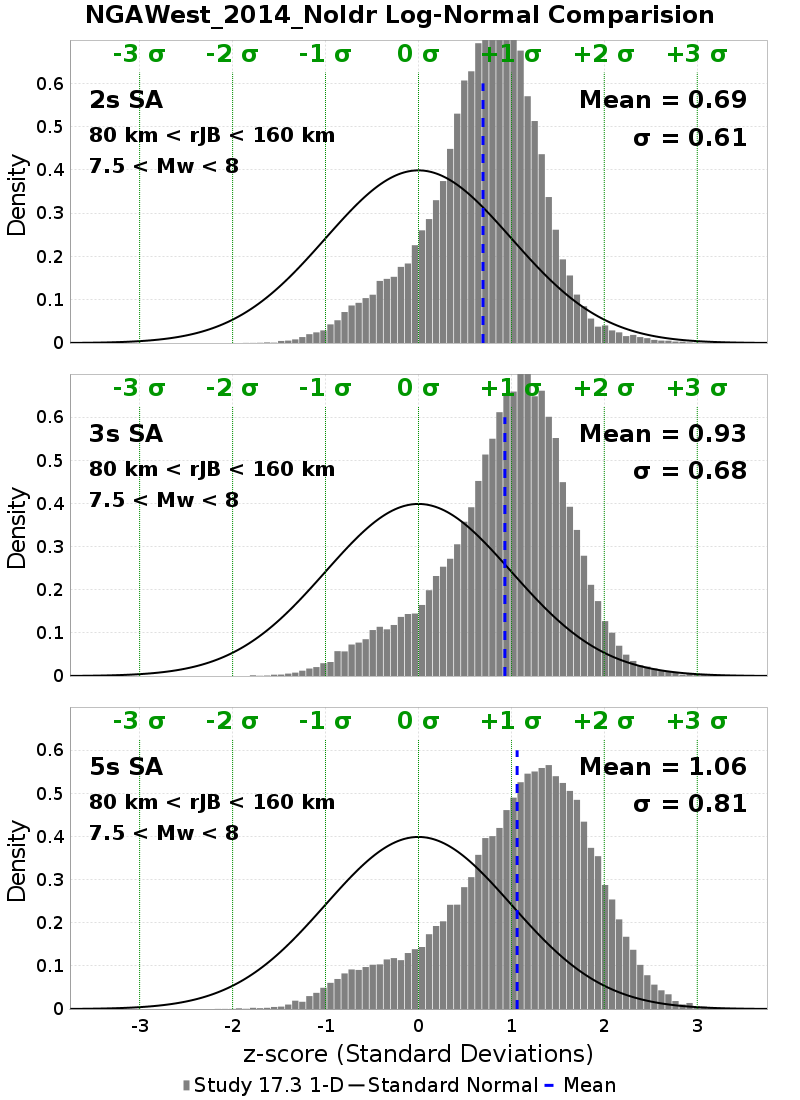 NGAWest_2014_NoIdr Log-Normal Comparision
-3 σ -2 σ -1 σ 0 σ +1 σ +2 σ +3 σ
2s SA
Mean = 0.69
80 km < rJB < 160 km
σ = 0.61
7.5 < Mw < 8
Density
0.6
0.5
0.4
0.3
0.2
0.1
0
-3 σ -2 σ -1 σ 0 σ +1 σ +2 σ +3 σ
3s SA
Mean = 0.93
80 km < rJB < 160 km
σ = 0.68
7.5 < Mw < 8
Density
0.6
0.5
0.4
0.3
0.2
0.1
0
-3 σ -2 σ -1 σ 0 σ +1 σ +2 σ +3 σ
5s SA
Mean = 1.06
80 km < rJB < 160 km
σ = 0.81
7.5 < Mw < 8
Density
0.6
0.5
0.4
0.3
0.2
0.1
0
-3 -2 -1 0 1 2 3
z-score (Standard Deviations)
Study 17.3 1-D Standard Normal Mean